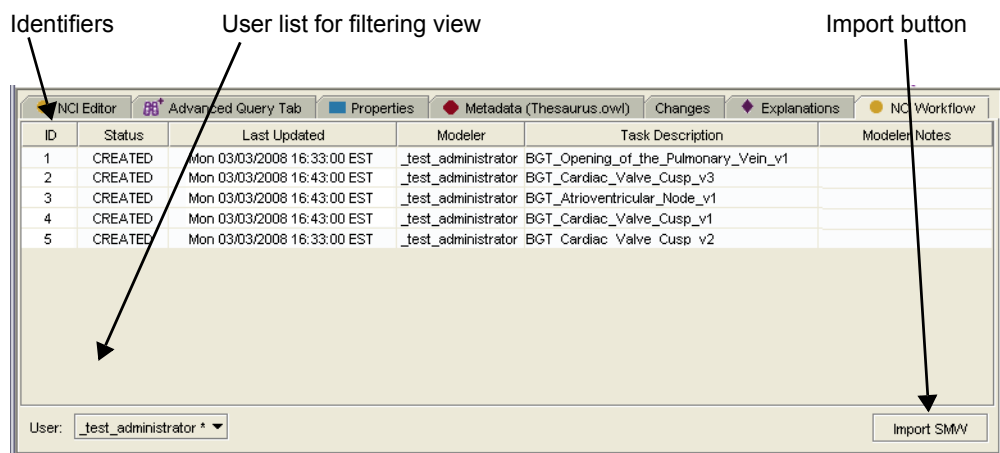 Identifiers User list for filtering view Import button
NCI Editor Advanced Query Tab Properties Metadata (Thesaurus.owl) Changes Explanations NCI Workflow
ID Status Last Updated Modeler Task Description Modeler Notes
1 CREATED Mon 03/03/2008 16:33:00 EST _test_administrator BGT_Opening_of_the_Pulmonary_Vein_v1
2 CREATED Mon 03/03/2008 16:43:00 EST _test_administrator BGT_Cardiac_Valve_Cusp_v3
3 CREATED Mon 03/03/2008 16:43:00 EST _test_administrator BGT_Atrioventricular_Node_v1
4 CREATED Mon 03/03/2008 16:43:00 EST _test_administrator BGT_Cardiac_Valve_Cusp_v1
5 CREATED Mon 03/03/2008 16:33:00 EST _test_administrator BGT_Cardiac_Valve_Cusp_v2
User: _test_administrator * Import SMW